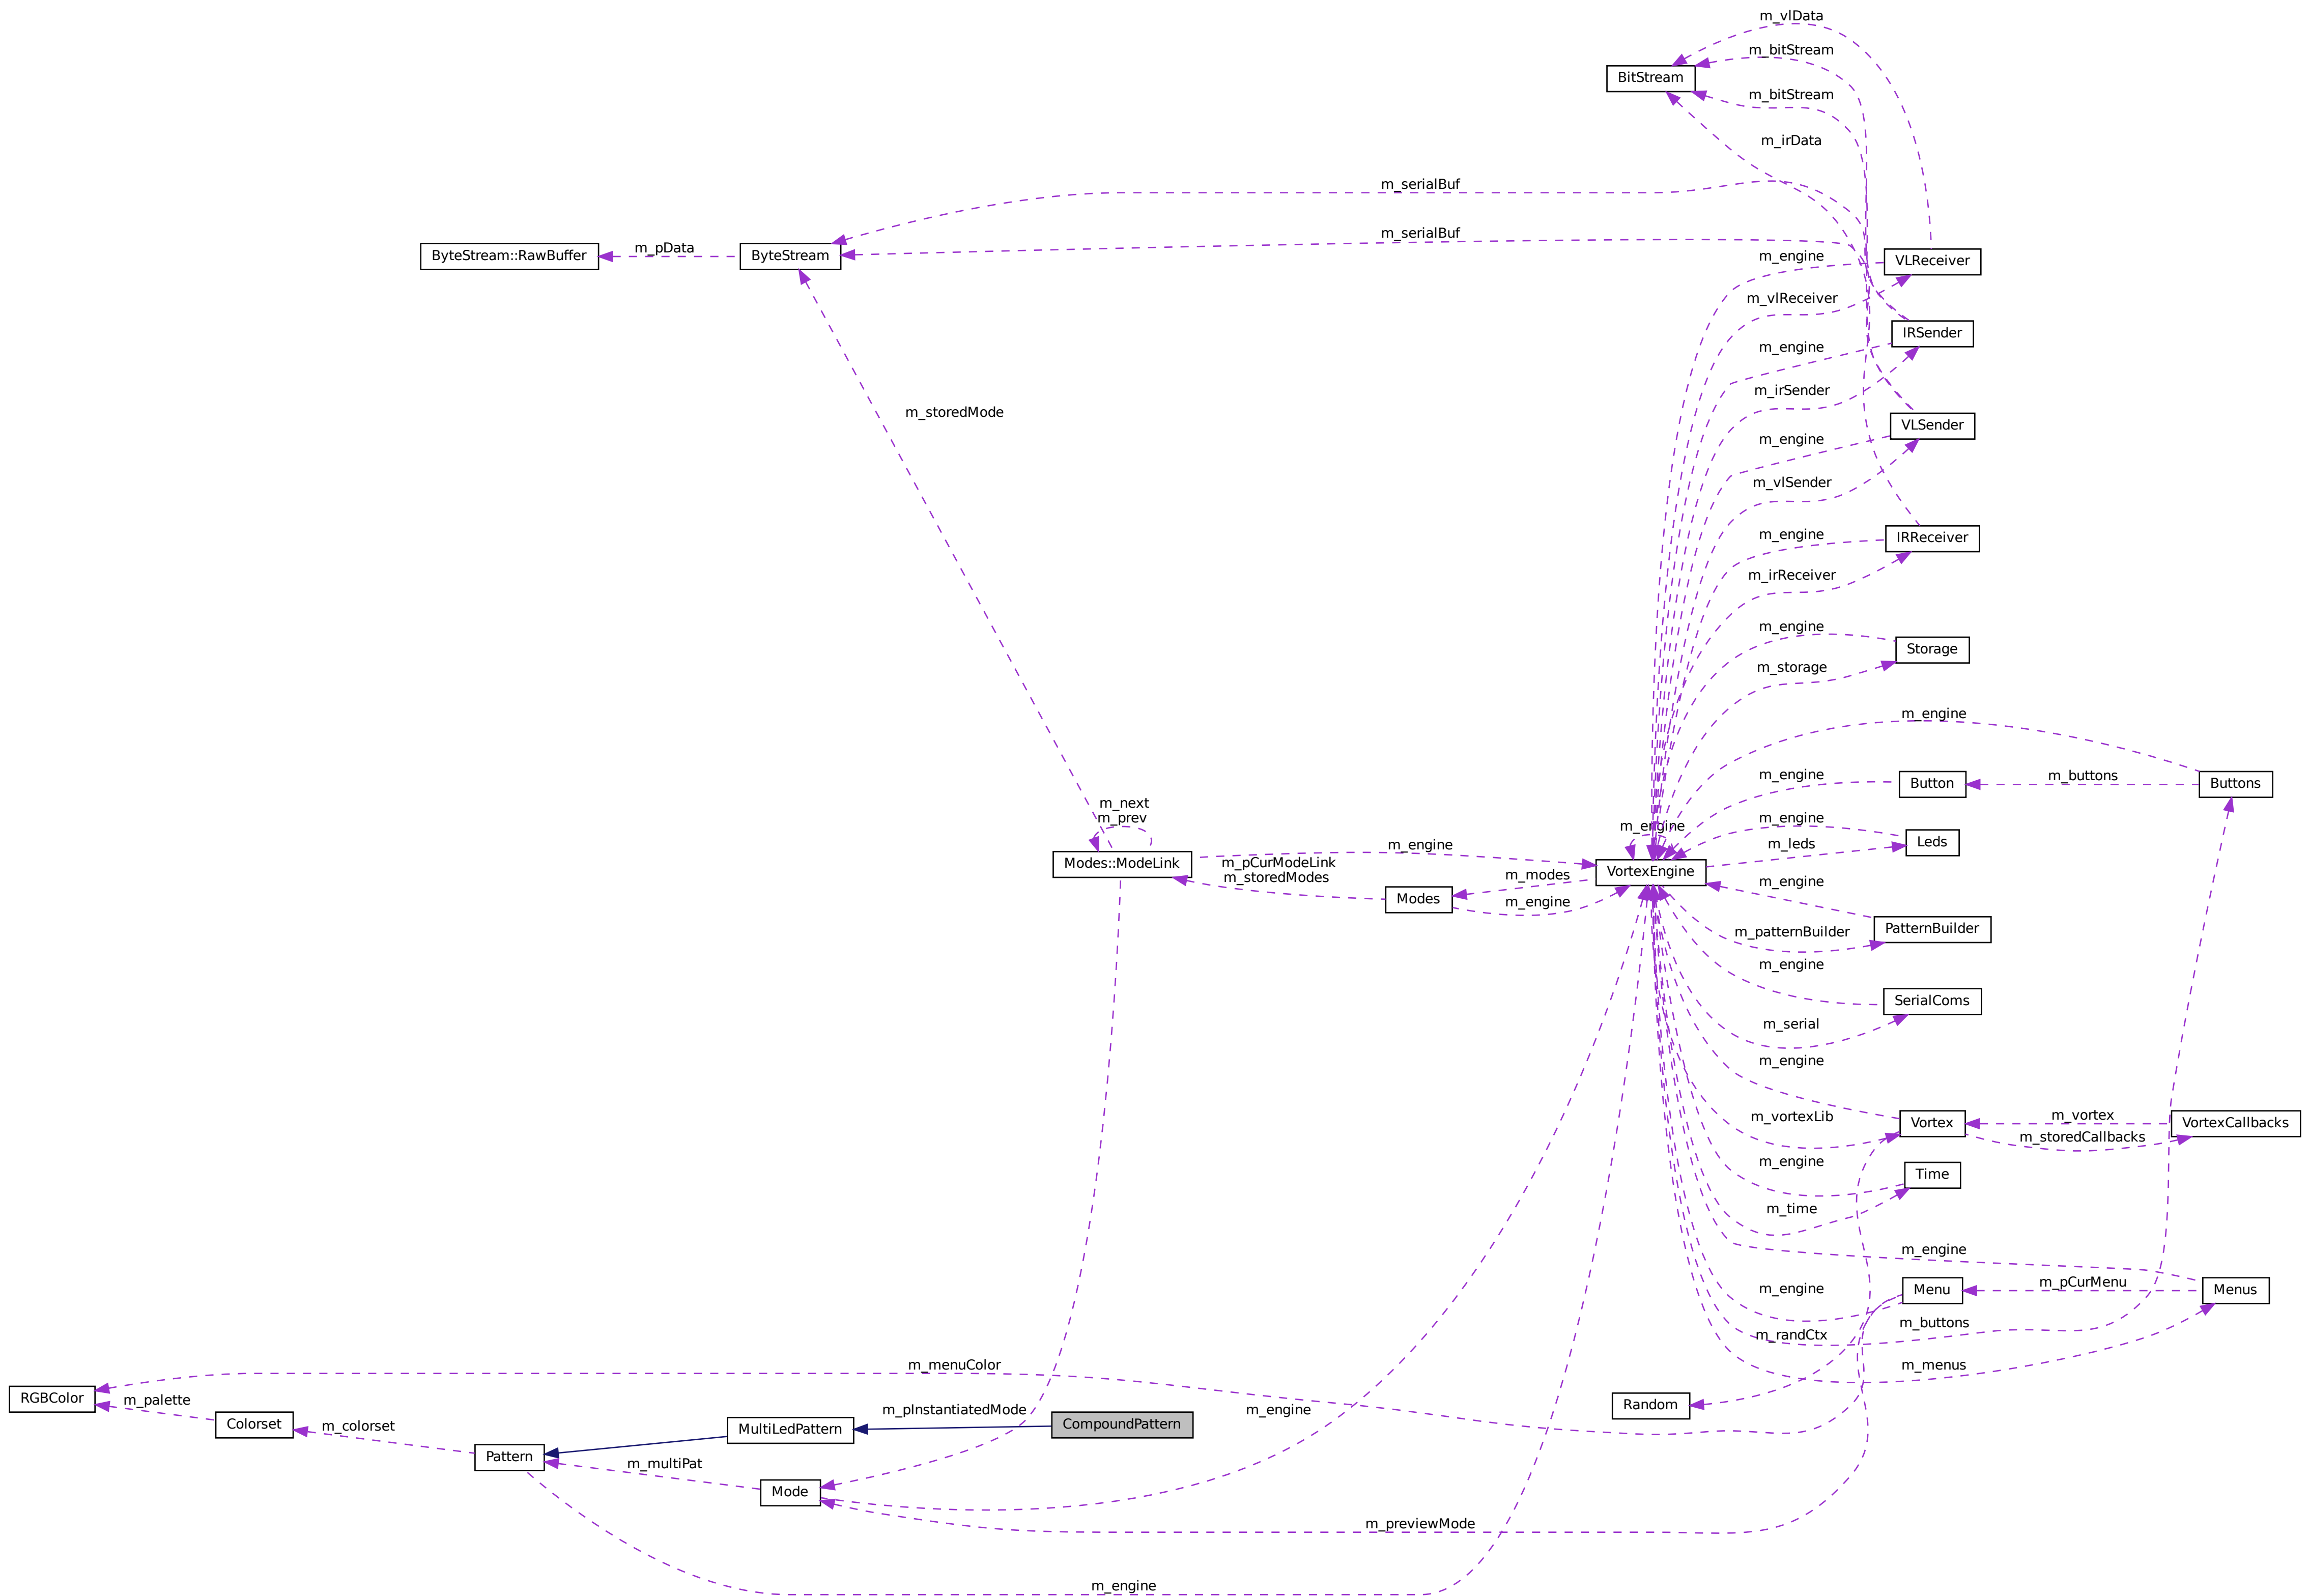 m_vlData
m_bitStream
BitStream
m_bitStream
m_irData
m_serialBuf
m_serialBuf
ByteStream::RawBuffer
m_pData
ByteStream
m_engine
VLReceiver
m_vlReceiver
IRSender
m_engine
m_irSender
m_storedMode
VLSender
m_engine
m_vlSender
m_engine
IRReceiver
m_irReceiver
m_engine
Storage
m_storage
m_engine
m_engine
Button
m_buttons
Buttons
m_next
m_prev
m_engine
m_engine
Leds
m_leds
m_engine
Modes::ModeLink
m_pCurModeLink
m_storedModes
VortexEngine
m_modes
m_engine
Modes
m_engine
PatternBuilder
m_patternBuilder
m_engine
SerialComs
m_serial
m_engine
m_vortexLib
Vortex
m_vortex
m_storedCallbacks
VortexCallbacks
m_engine
Time
m_time
m_engine
m_engine
Menu
m_pCurMenu
Menus
m_randCtx
m_buttons
m_menuColor
m_menus
RGBColor
m_palette
Colorset
m_colorset
Random
m_pInstantiatedMode
m_engine
MultiLedPattern
CompoundPattern
Pattern
m_multiPat
Mode
m_previewMode
m_engine